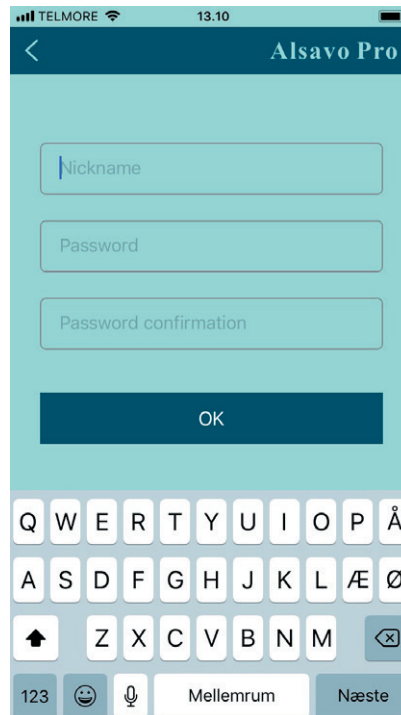 TELMORE 13.10
Alsavo Pro
Nickname
Password
Password confirmation
OK
Q W E R T Y U I O P Å
A S D F G H J K L Æ Ø
Z X C V B N M
123 Mellemrum Næste